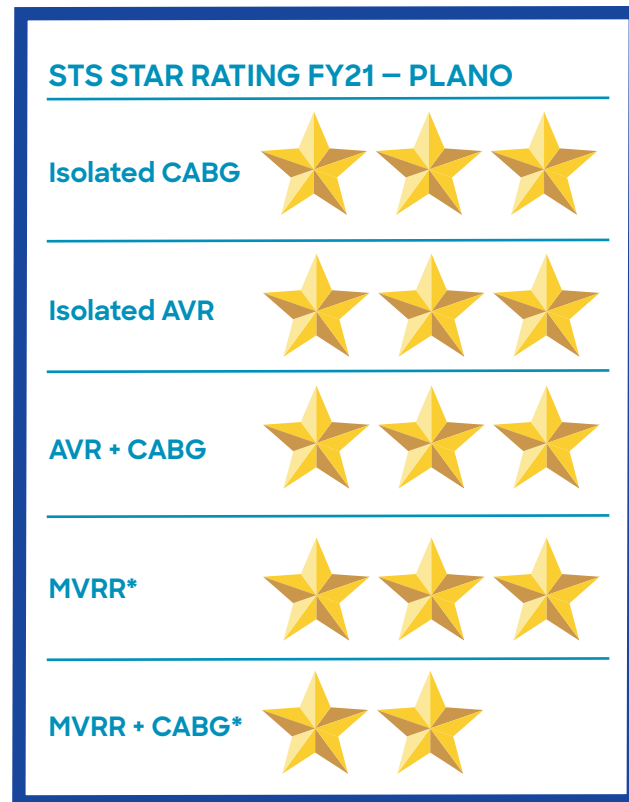 STS STAR RATING FY21 – PLANO
Isolated CABG
Isolated AVR
AVR + CABG
MVRR*
MVRR + CABG*